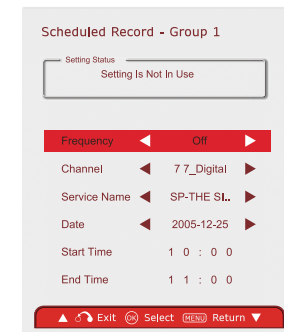 Scheduled Record - Group 1
Setting Status
Setting Is Not In Use
Frequency ◀ Off ▶
Channel ◀ 7 7_Digital ▶
Service Name ◀ SP-THE SI.. ▶
Date ◀ 2005-12-25 ▶
Start Time 1 0 : 0 0
End Time 1 1 : 0 0
▲ Exit OK Select MENU Return ▼